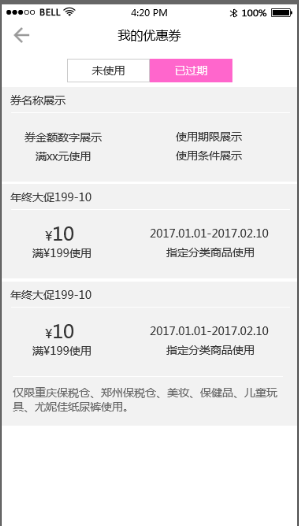 BELL 4:20 PM 100%
我的优惠券
未使用 已过期
券名称展示
券金额数字展示 使用期限展示
满xx元使用 使用条件展示
年终大促199-10
¥10 2017.01.01-2017.02.10
满¥199使用 指定分类商品使用
年终大促199-10
¥10 2017.01.01-2017.02.10
满¥199使用 指定分类商品使用
仅限重庆保税仓、郑州保税仓、美妆、保健品、儿童玩
具、尤妮佳纸尿裤使用。